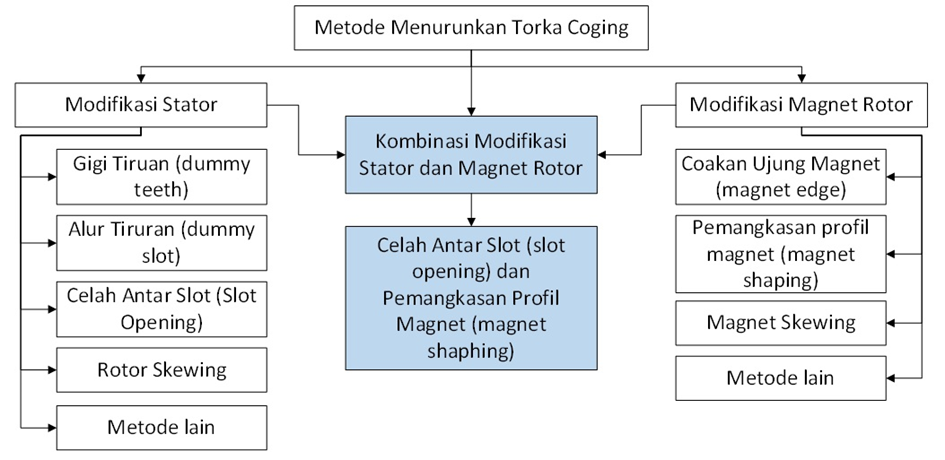 Metode Menurunkan Torka Coging
Modifikasi Stator
Gigi Tiruan (dummy
teeth)
Alur Tiruran (dummy
slot)
Celah Antar Slot (Slot
Opening)
Rotor Skewing
Metode lain
Kombinasi Modifikasi
Stator dan Magnet Rotor
Celah Antar Slot (slot
opening) dan
Pemangkasan Profil
Magnet (magnet
shaphing)
Modifikasi Magnet Rotor
Coakan Ujung Magnet
(magnet edge)
Pemangkasan profil
magnet (magnet
shaping)
Magnet Skewing
Metode lain